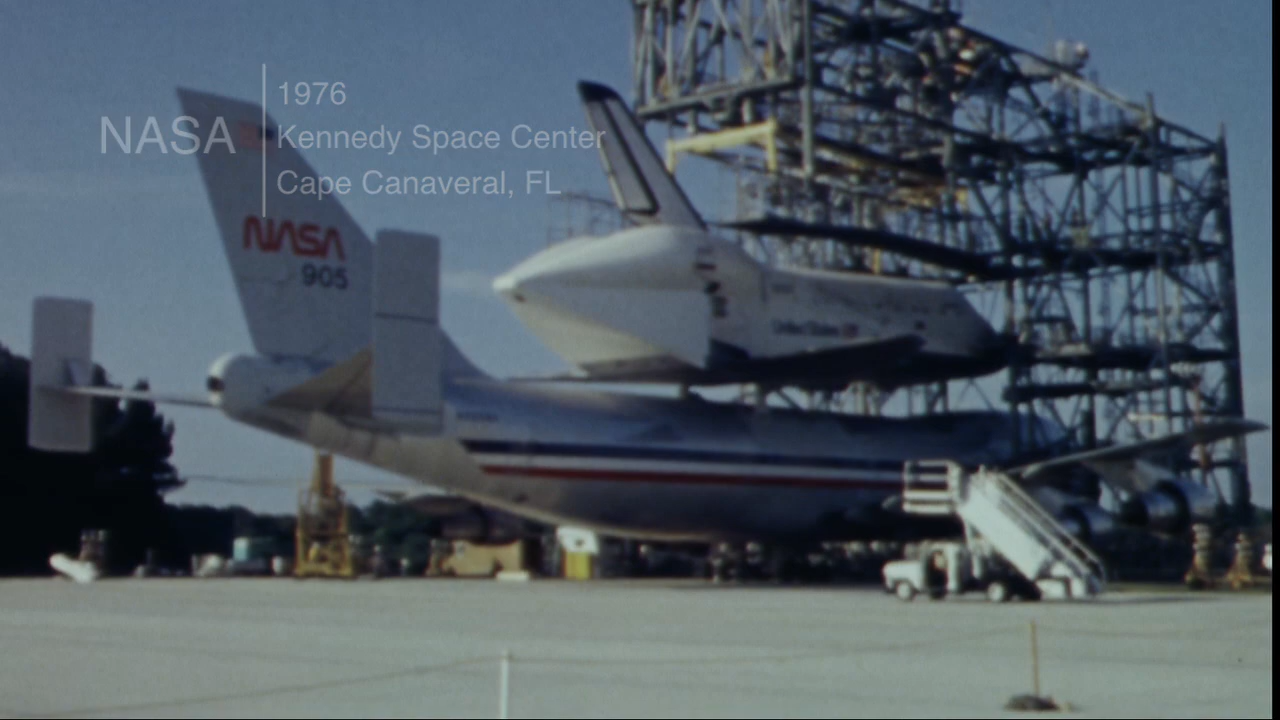 NASA
1976
Kennedy Space Center
Cape Canaveral, FL
NASA
905
United States